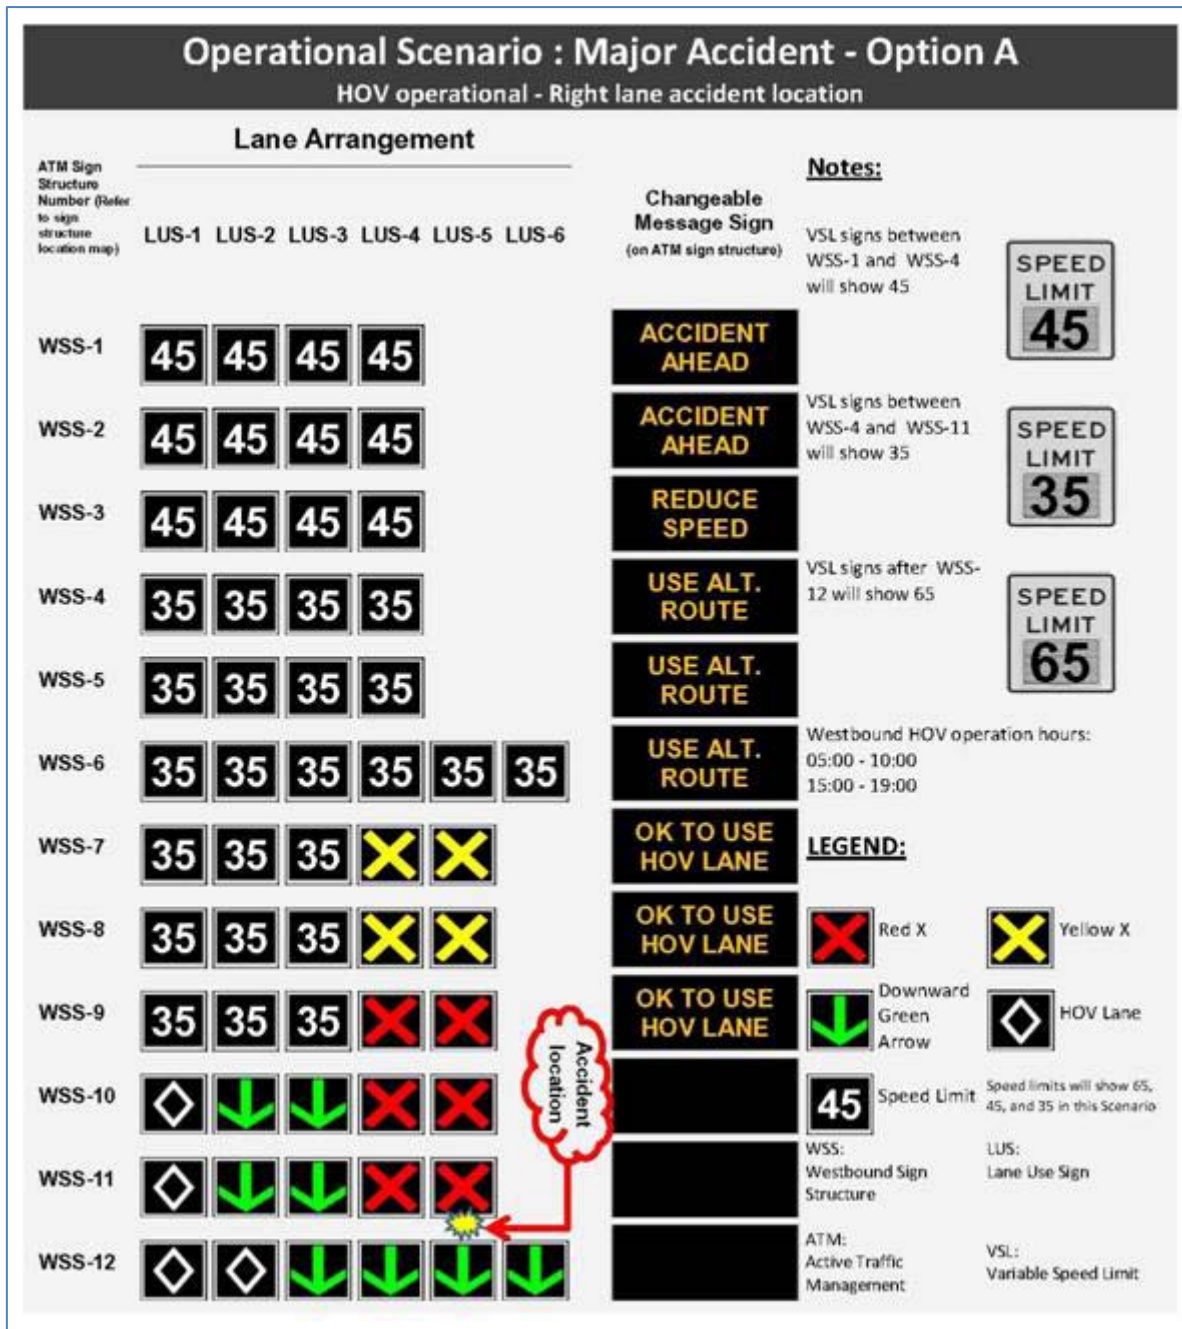 Operational Scenario : Major Accident - Option A
HOV operational - Right lane accident location
Lane Arrangement
ATM Sign
Structure
Number (Refer
to sign
structure
location map)
LUS-1 LUS-2 LUS-3 LUS-4 LUS-5 LUS-6
Changeable
Message Sign
(on ATM sign structure)
WSS-1
45 45 45 45
ACCIDENT
AHEAD
WSS-2
45 45 45 45
ACCIDENT
AHEAD
WSS-3
45 45 45 45
REDUCE
SPEED
WSS-4
35 35 35 35
USE ALT.
ROUTE
WSS-5
35 35 35 35
USE ALT.
ROUTE
WSS-6
35 35 35 35 35 35
USE ALT.
ROUTE
WSS-7
35 35 35
OK TO USE
HOV LANE
WSS-8
35 35 35
OK TO USE
HOV LANE
WSS-9
35 35 35
OK TO USE
HOV LANE
WSS-10
WSS-11
WSS-12
Accident
location
Notes:
VSL signs between
WSS-1 and WSS-4
will show 45
SPEED
LIMIT
45
VSL signs between
WSS-4 and WSS-11
will show 35
SPEED
LIMIT
35
VSL signs after WSS-
12 will show 65
SPEED
LIMIT
65
Westbound HOV operation hours:
05:00 - 10:00
15:00 - 19:00
LEGEND:
Red X
Yellow X
Downward
Green
Arrow
HOV Lane
45
Speed Limit
Speed limits will show 65,
45, and 35 in this Scenario
WSS:
Westbound Sign
Structure
LUS:
Lane Use Sign
ATM:
Active Traffic
Management
VSL:
Variable Speed Limit